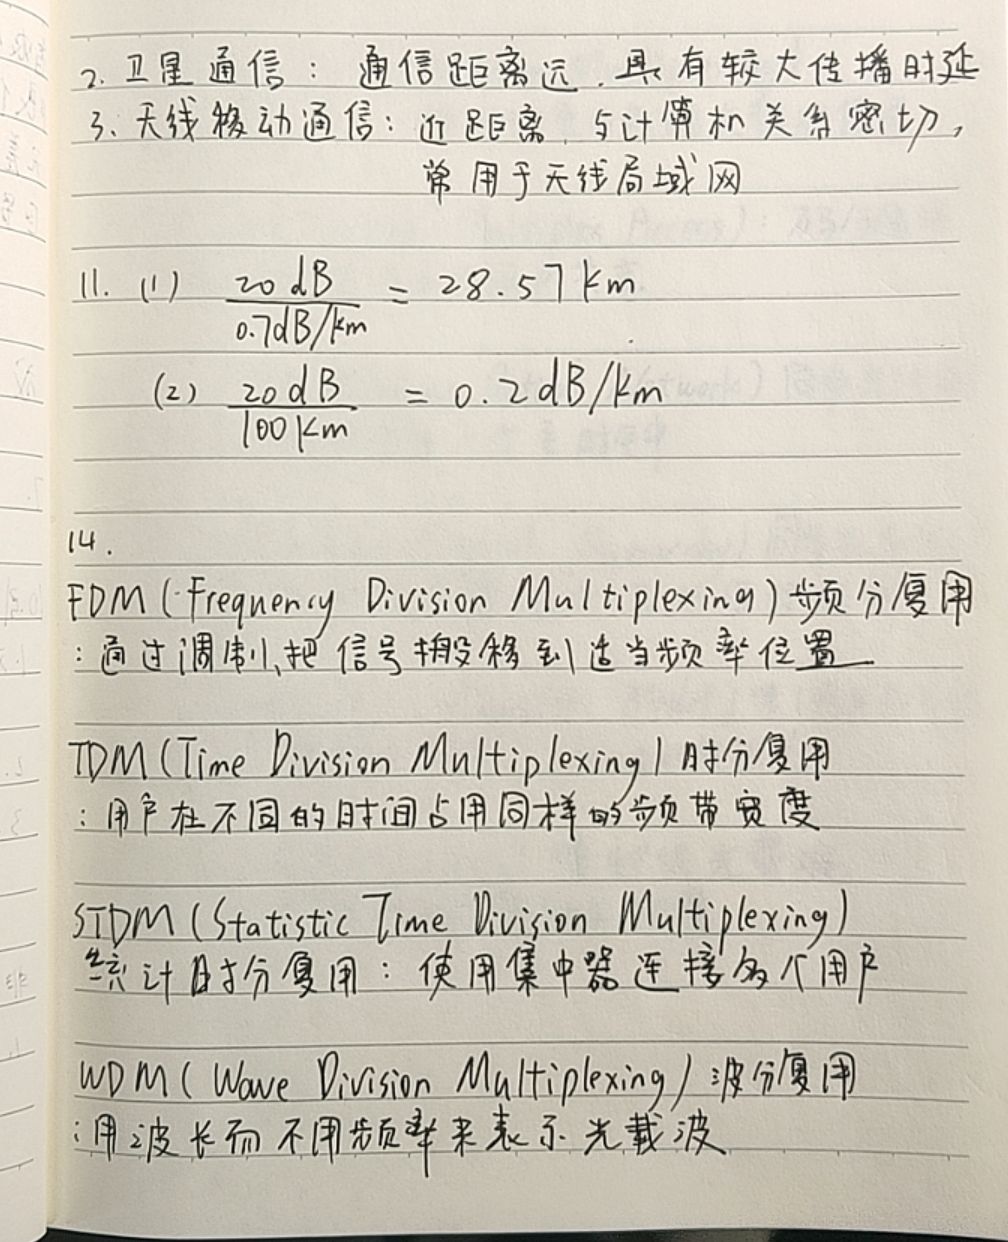 2. 卫星通信：通信距离远，具有较大传播时延
3. 无线移动通信：近距离，与计算机关系密切，
常用于无线局域网
11. (1) 20dB / 0.7dB/km = 28.57km
(2) 20dB / 100km = 0.2dB/km
14.
FDM (Frequency Division Multiplexing) 频分复用
：通过调制，把信号搬移到适当频率位置
TDM (Time Division Multiplexing) 时分复用
：用户在不同的时间占用同样的频带宽度
STDM (Statistic Time Division Multiplexing)
统计时分复用：使用集中器连接多个用户
WDM (Wave Division Multiplexing) 波分复用
：用波长而不用频率来表示光载波